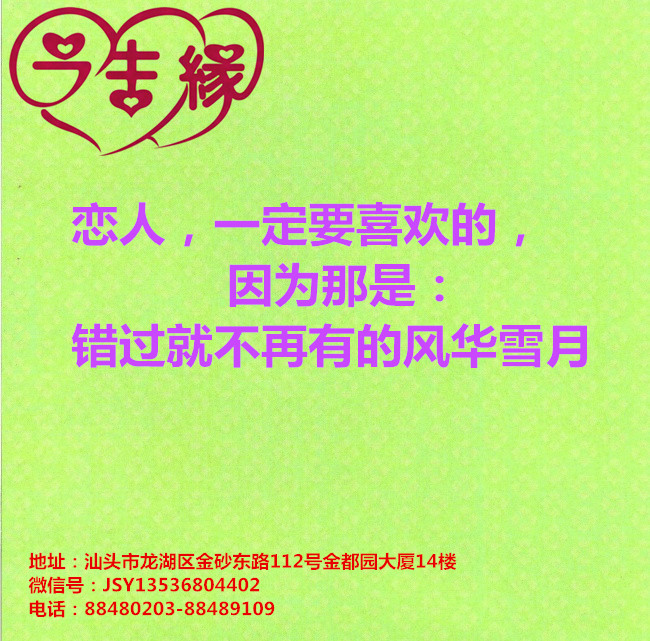 今生缘
恋人，一定要喜欢的，
因为那是：
错过就不再有的风华雪月
地址：汕头市龙湖区金砂东路112号金都园大厦14楼
微信号：JSY13536804402
电话：88480203-88489109